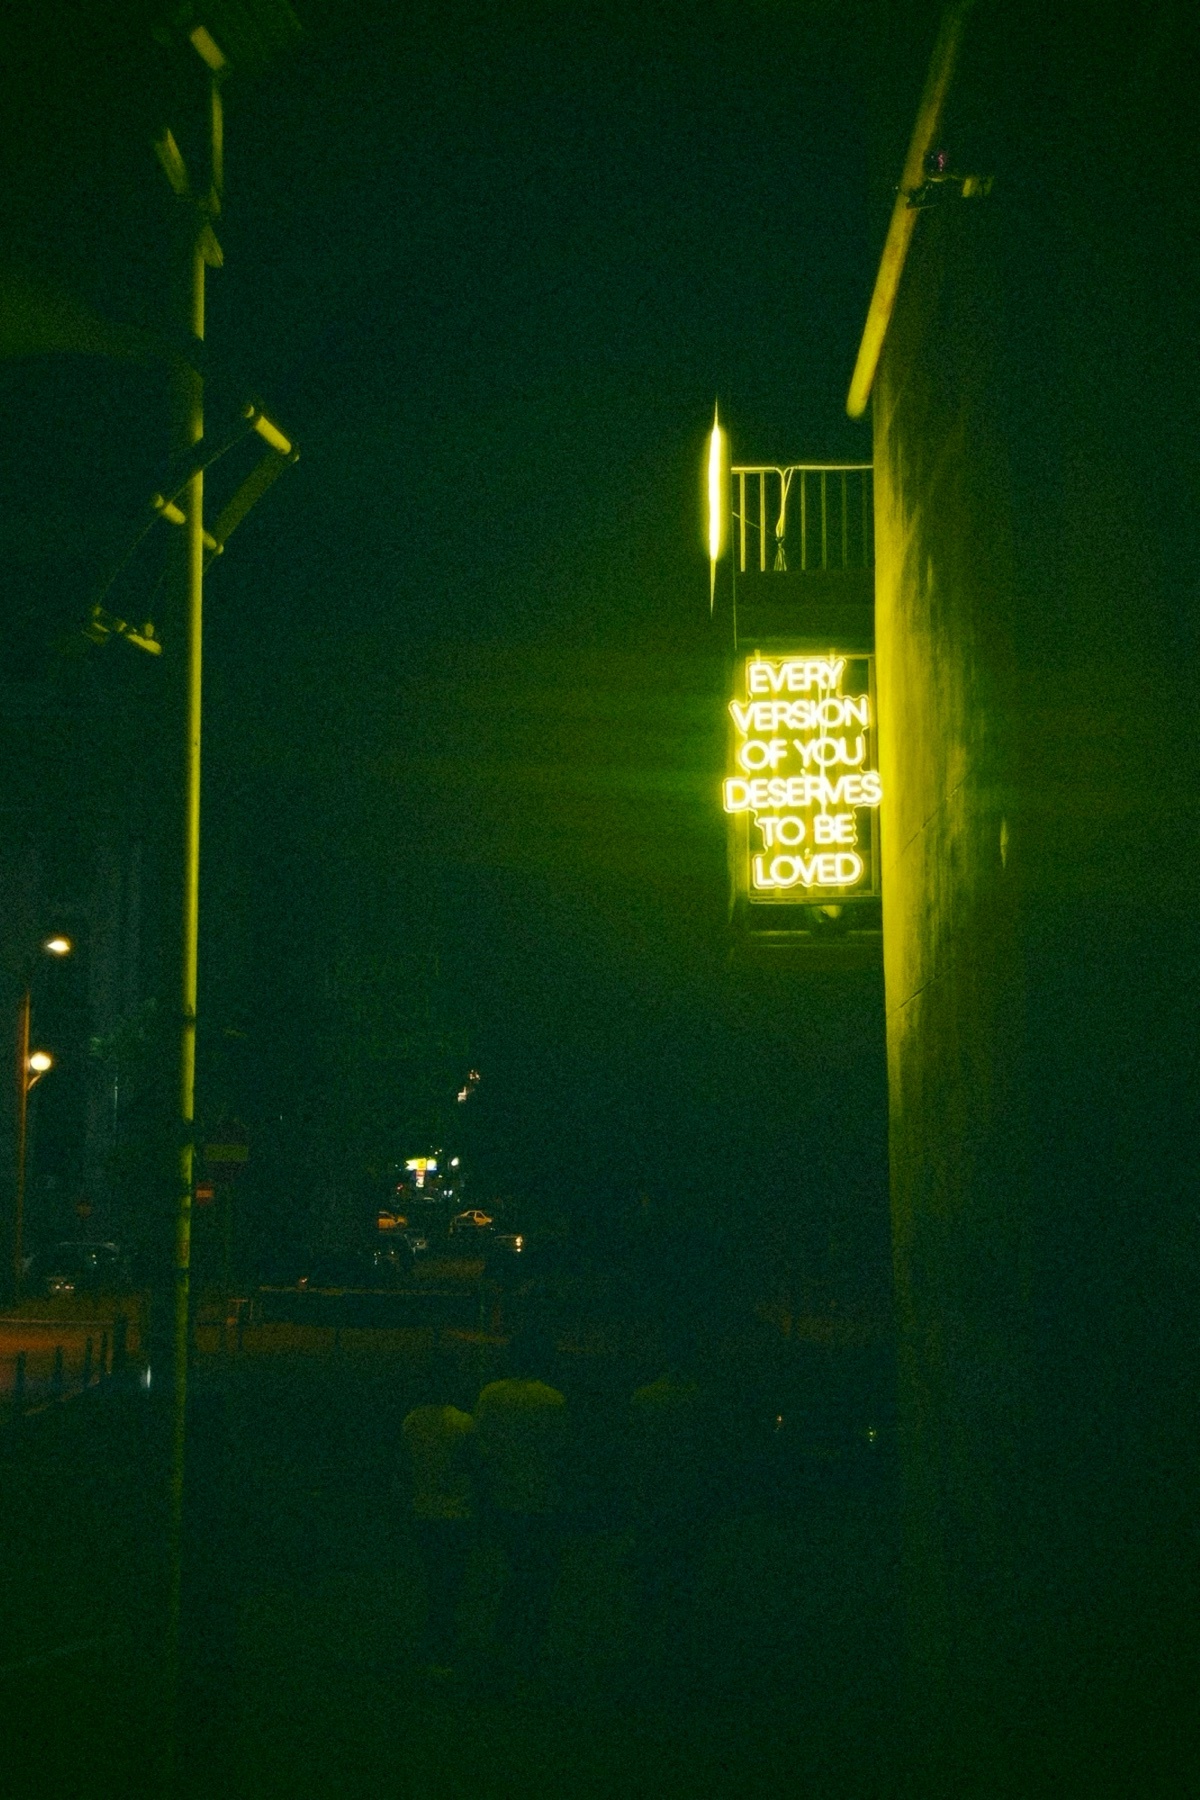 EVERY
VERSION
OF YOU
DESERVES
TO BE
LOVED